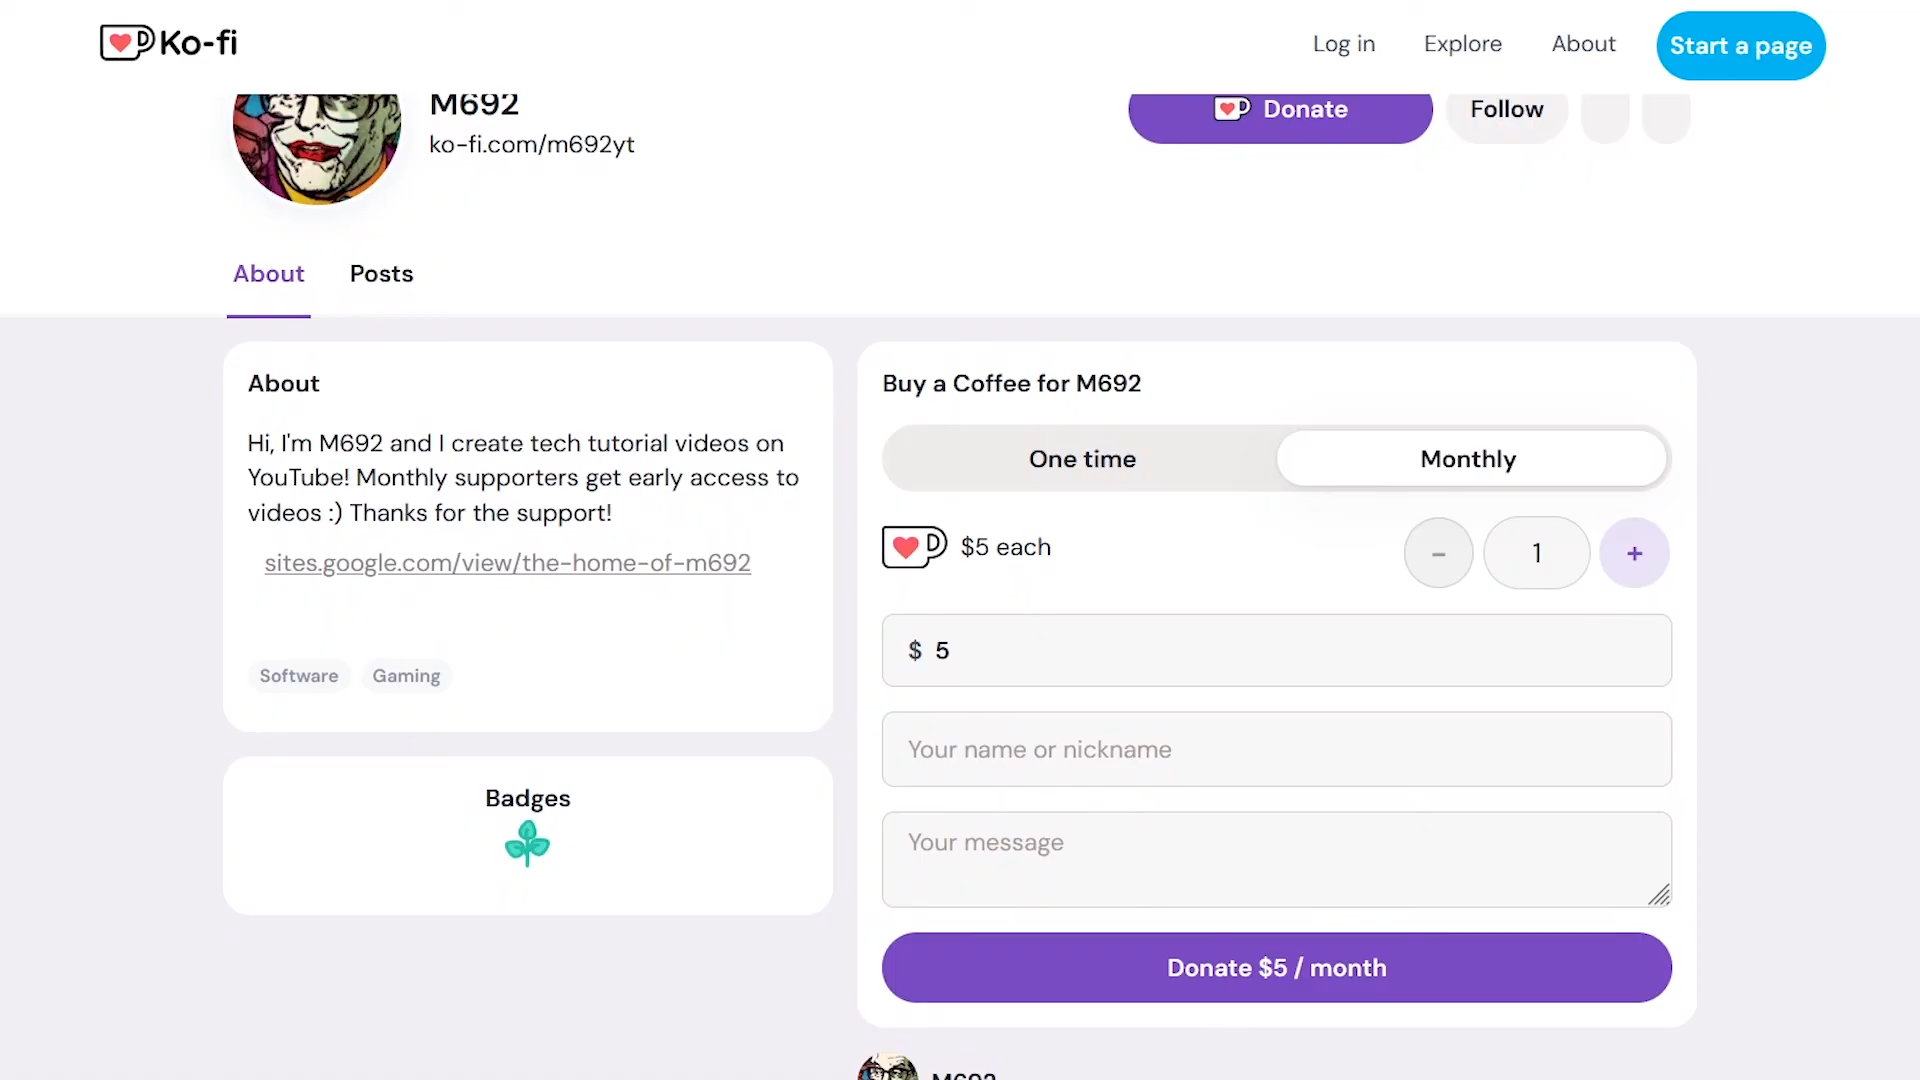 Ko-fi
Log in
Explore
About
Start a page
M692
ko-fi.com/m692yt
Donate
Follow
About
Posts
About
Hi, I'm M692 and I create tech tutorial videos on
YouTube! Monthly supporters get early access to
videos :) Thanks for the support!
sites.google.com/view/the-home-of-m692
Software
Gaming
Badges
Buy a Coffee for M692
One time
Monthly
$5 each
1
$ 5
Your name or nickname
Your message
Donate $5 / month
M692